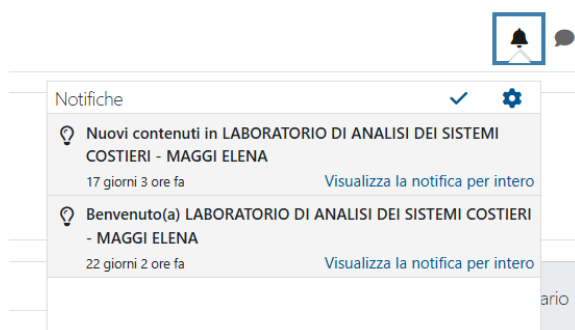 Notifiche
Nuovi contenuti in LABORATORIO DI ANALISI DEI SISTEMI
COSTIERI - MAGGI ELENA
17 giorni 3 ore fa Visualizza la notifica per intero
Benvenuto(a) LABORATORIO DI ANALISI DEI SISTEMI COSTIERI
- MAGGI ELENA
22 giorni 2 ore fa Visualizza la notifica per intero
ario